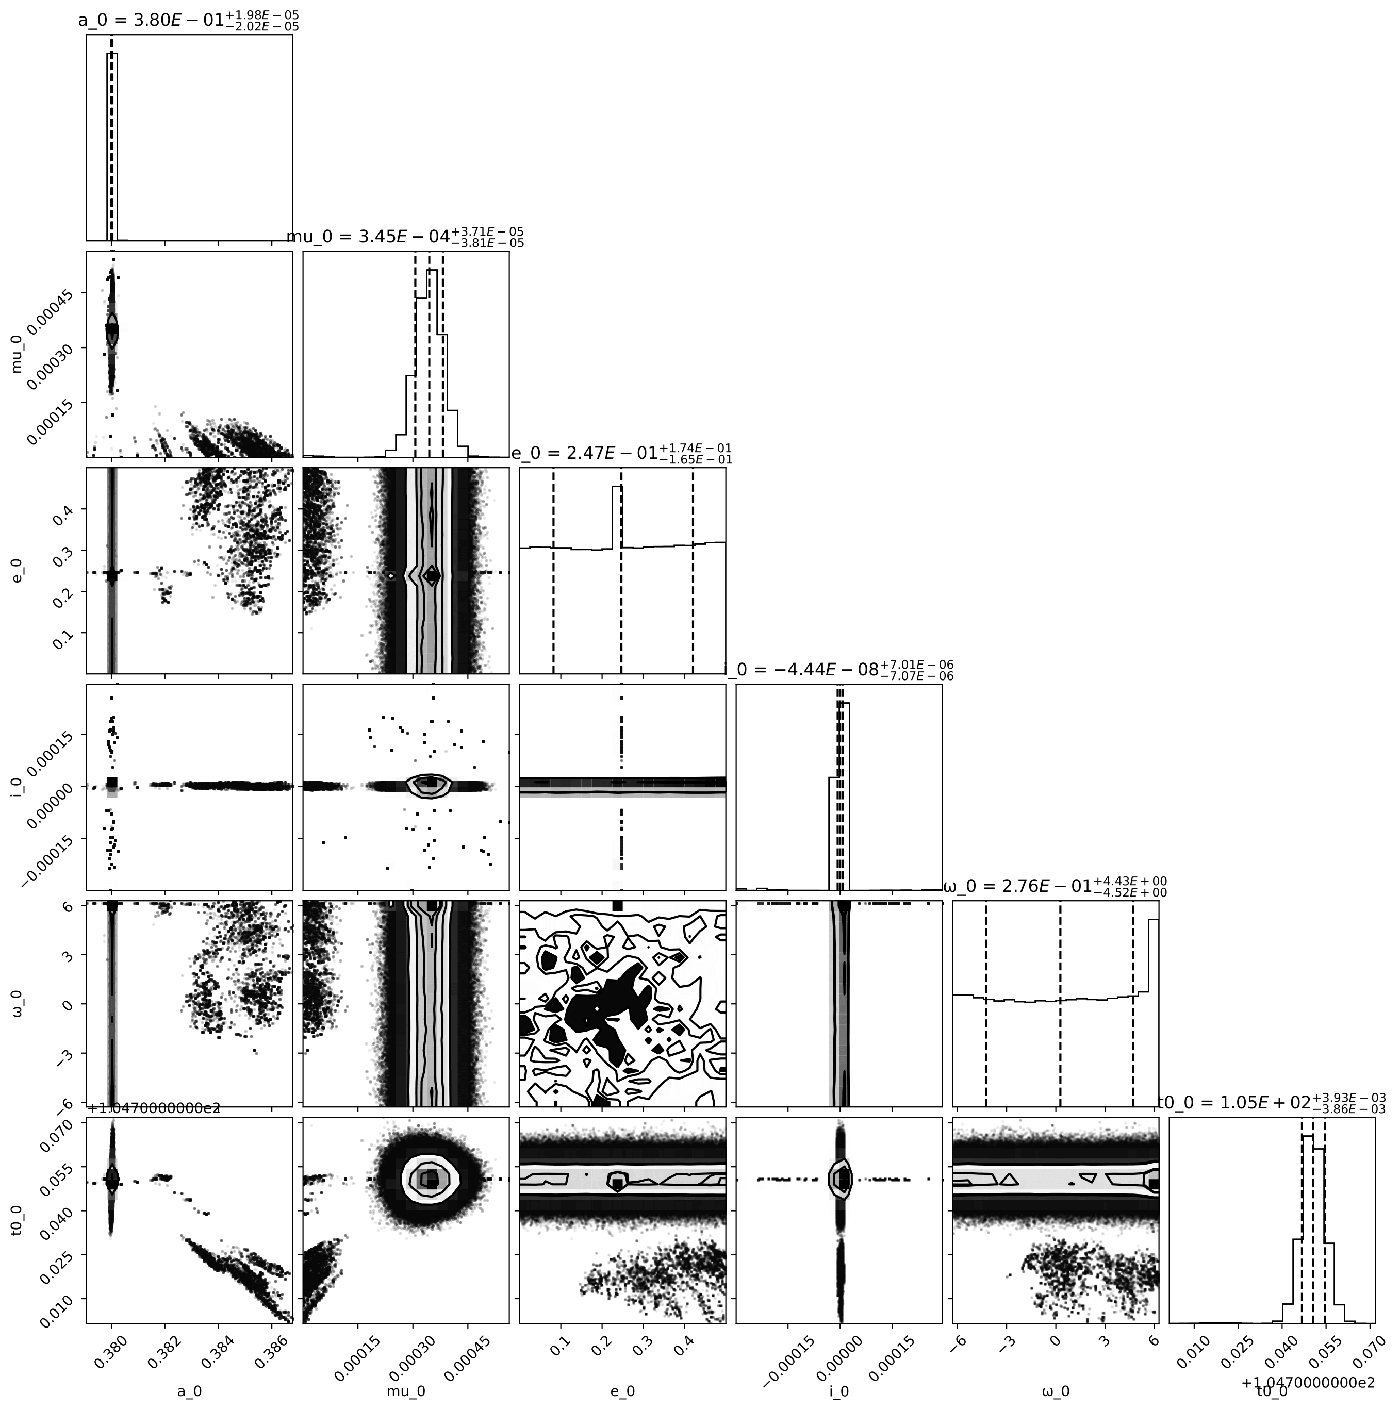 a_0 = 3.80E − 01+1.98E − 05 −2.02E − 05
mu_0 = 3.45E − 04+3.71E − 05 −3.81E − 05
0.00045
0.00030
0.00015
mu_0
e_0 = 2.47E − 01+1.74E − 01 −1.65E − 01
0.4
0.3
0.2
0.1
e_0
i_0 = −4.44E − 08+7.01E − 06 −7.07E − 06
0.00015
0.00000
−0.00015
i_0
ω_0 = 2.76E − 01+4.43E + 00 −4.52E + 00
6
3
0
−3
−6
ω_0
+1.0470000000e2
t0_0 = 1.05E + 02+3.93E − 03 −3.86E − 03
0.070
0.055
0.040
0.025
0.010
t0_0
0.380 0.382 0.384 0.386
a_0
0.00015 0.00030 0.00045
mu_0
0.1 0.2 0.3 0.4
e_0
−0.00015 0.00000 0.00015
i_0
−6 −3 0 3 6
ω_0
0.010 0.025 0.040 0.055 0.070
+1.0470000000e2
t0_0